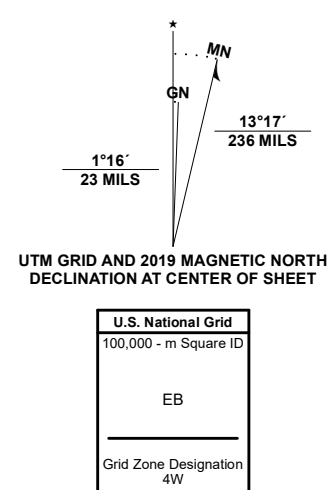 ★
MN
GN
13°17´
236 MILS
1°16´
23 MILS
UTM GRID AND 2019 MAGNETIC NORTH
DECLINATION AT CENTER OF SHEET
U.S. National Grid
100,000 - m Square ID
EB
Grid Zone Designation
4W